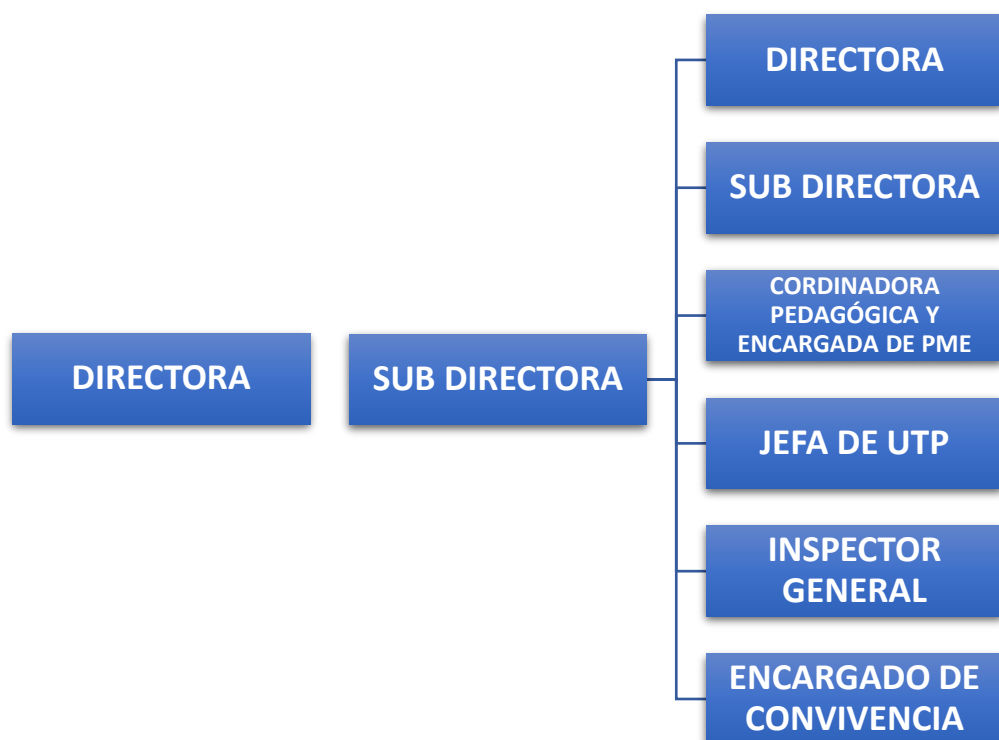 DIRECTORA
SUB DIRECTORA
DIRECTORA
SUB DIRECTORA
CORDINADORA
PEDAGÓGICA Y
ENCARGADA DE PME
JEFA DE UTP
INSPECTOR
GENERAL
ENCARGADO DE
CONVIVENCIA